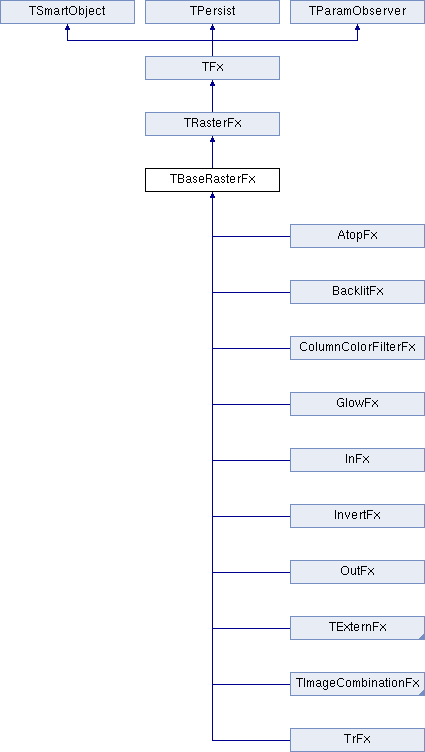 TSmartObject TPersist TParamObserver
TFx
TRasterFx
TBaseRasterFx
AtopFx
BacklitFx
ColumnColorFilterFx
GlowFx
InFx
InvertFx
OutFx
TExternFx
TImageCombinationFx
TrFx